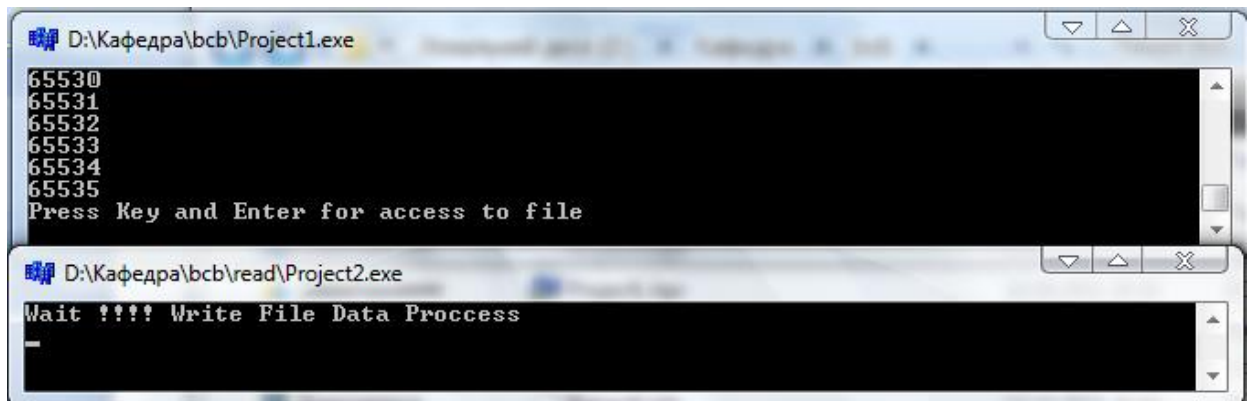 D:\Кафедра\bcb\Project1.exe
65530
65531
65532
65533
65534
65535
Press Key and Enter for access to file
D:\Кафедра\bcb\read\Project2.exe
Wait !!!! Write File Data Proccess